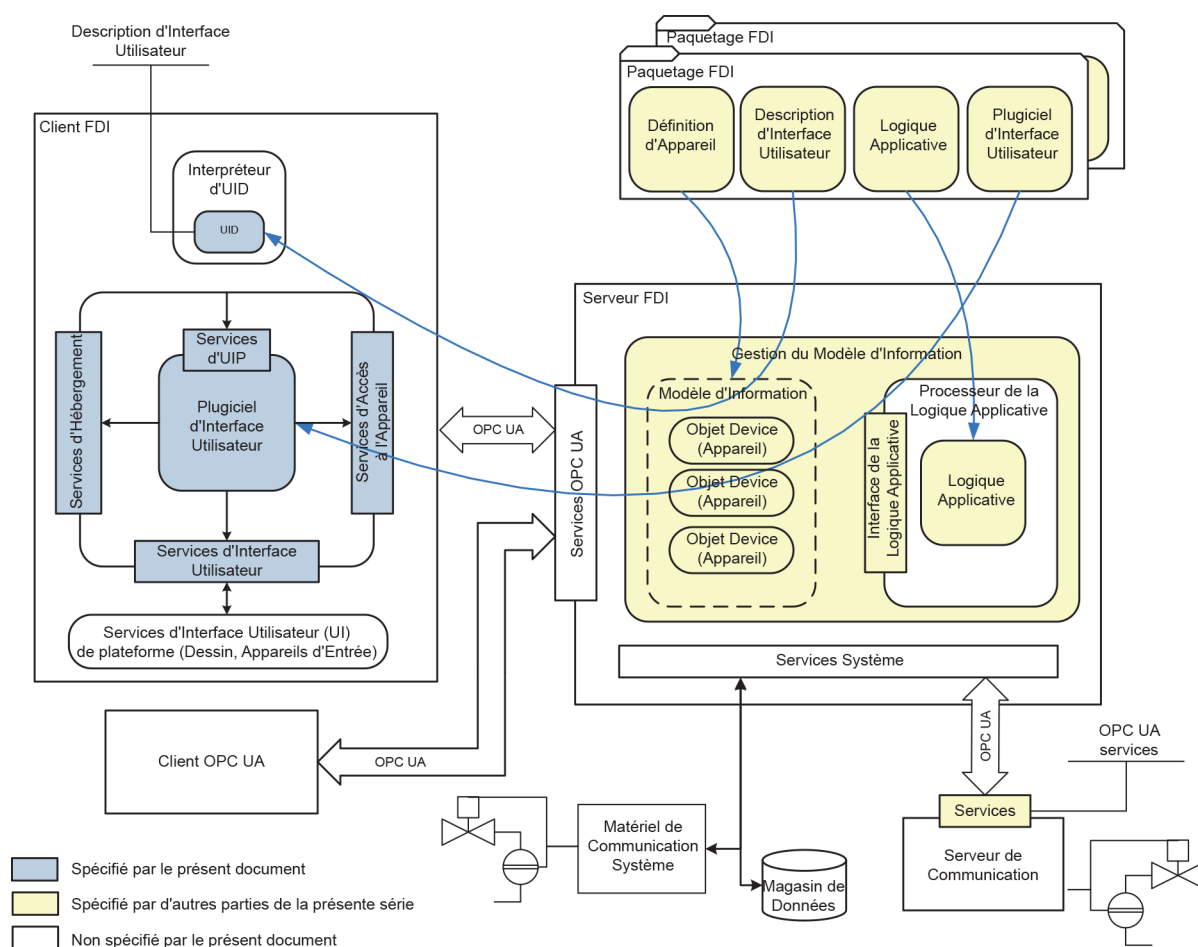 Description d'Interface
Utilisateur
Paquetage FDI
Paquetage FDI
Définition
d'Appareil
Description
d'Interface
Utilisateur
Logique
Applicative
Plugiciel
d'Interface
Utilisateur
Client FDI
Interpréteur
d'UID
UID
Services d'Hébergement
Services
d'UIP
Plugiciel
d'Interface
Utilisateur
Services d'Accès
à l'Appareil
Services d'Interface
Utilisateur
Services d'Interface Utilisateur (UI)
de plateforme (Dessin, Appareils d'Entrée)
OPC UA
Serveur FDI
Services OPC UA
Gestion du Modèle d'Information
Modèle d'Information
Objet Device
(Appareil)
Objet Device
(Appareil)
Objet Device
(Appareil)
Processeur de la
Logique Applicative
Interface de la
Logique Applicative
Logique
Applicative
Services Système
Client OPC UA
OPC UA
OPC UA
OPC UA
services
Services
Serveur de
Communication
Matériel de
Communication
Système
Magasin de
Données
Spécifié par le présent document
Spécifié par d'autres parties de la présente série
Non spécifié par le présent document